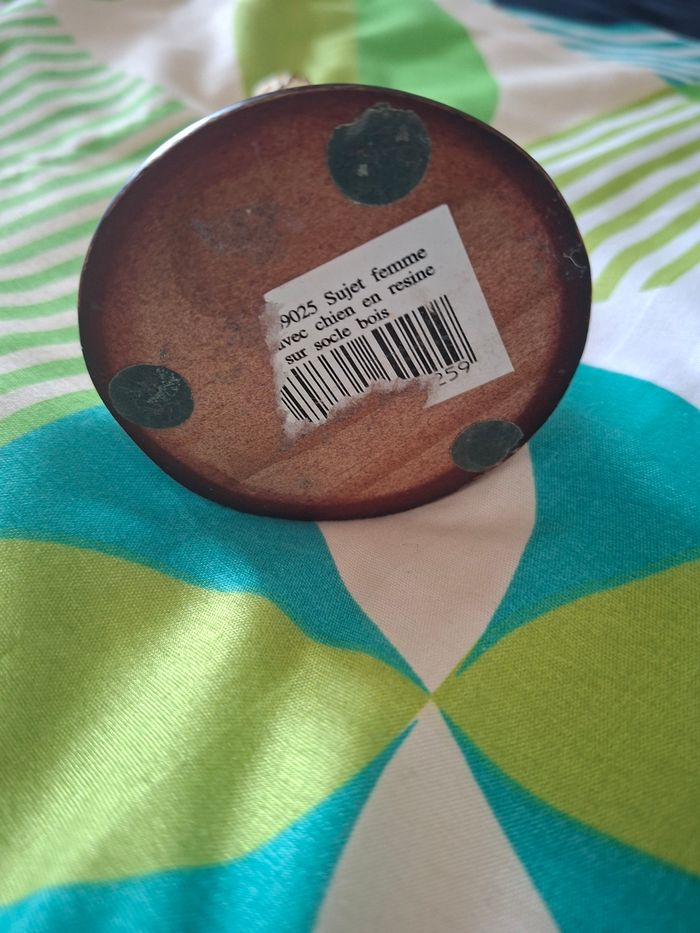 9025 Sujet femme
avec chien en resine
sur socle bois
259